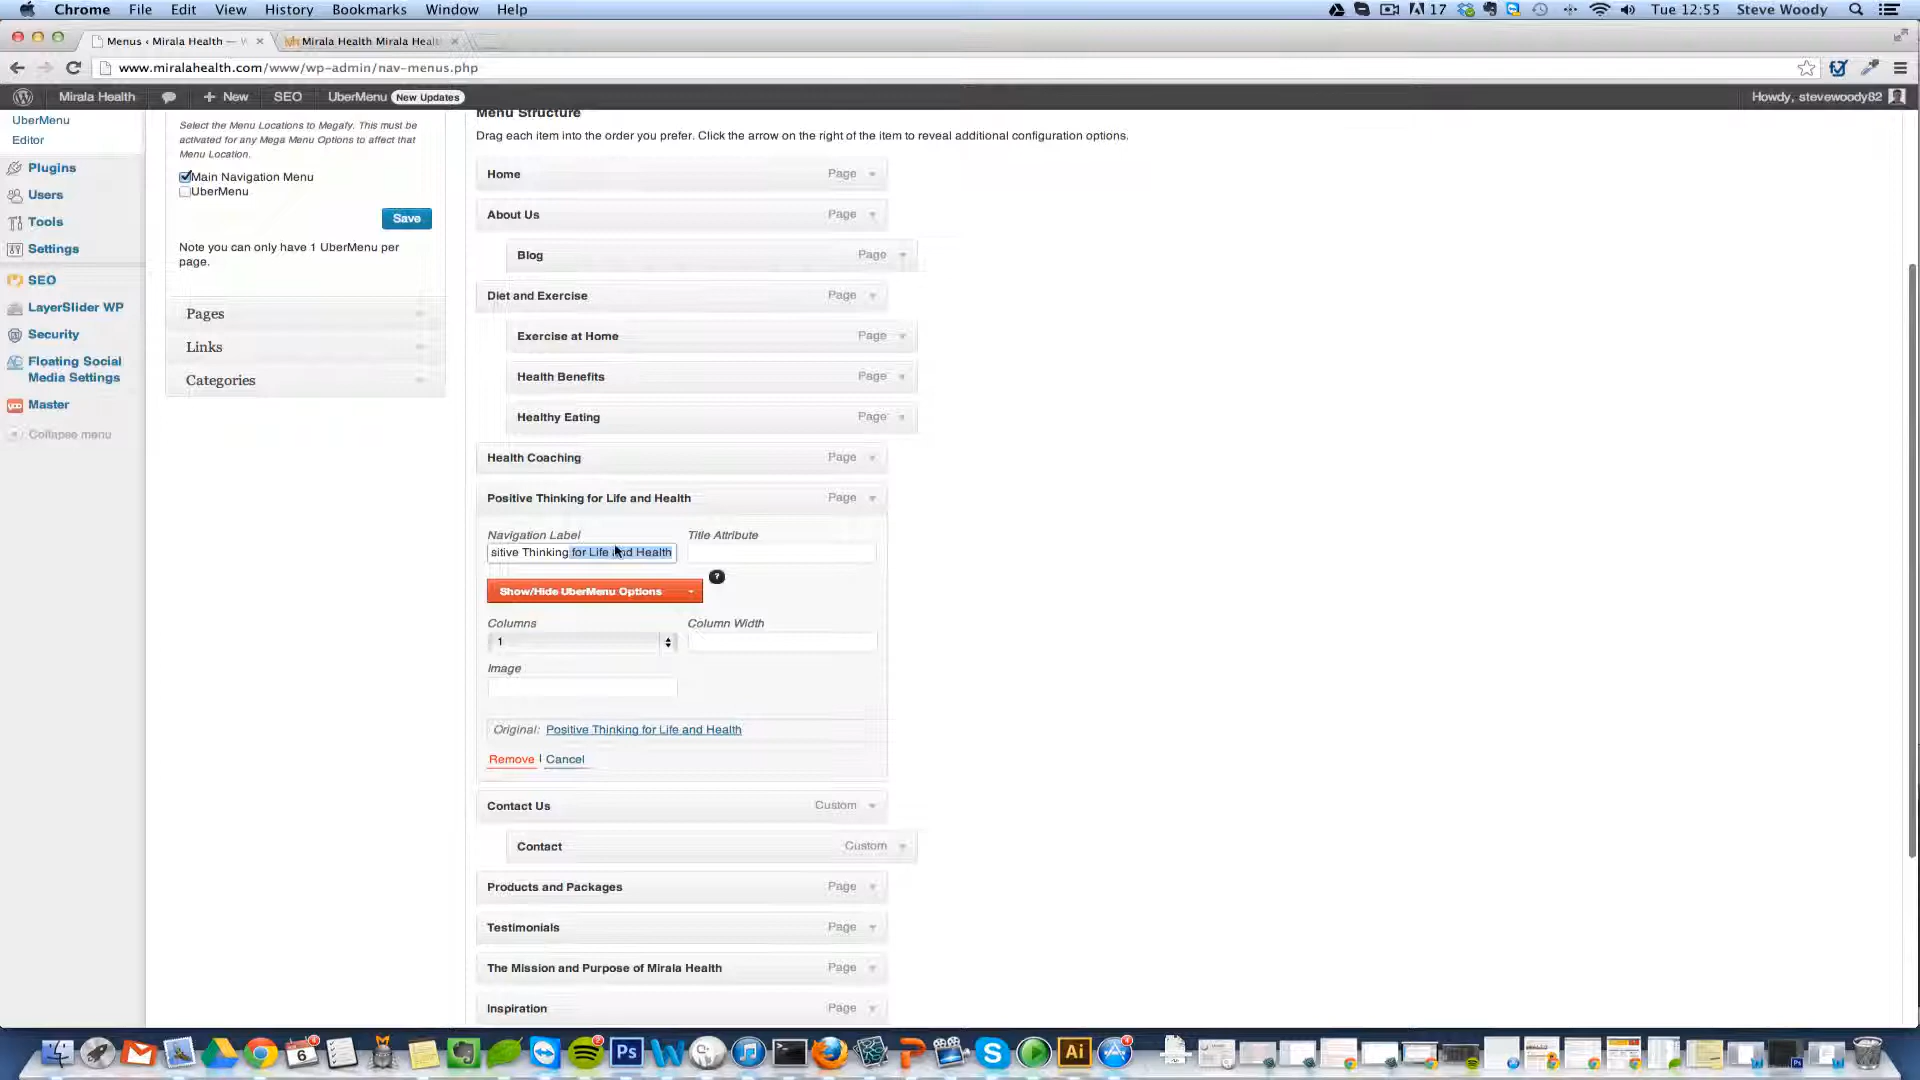 Chrome File Edit View History Bookmarks Window Help
17 Tue 12:55 Steve Woody
Menus ‹ Mirala Health — W
Mirala Health Mirala Heal
www.miralahealth.com/www/wp-admin/nav-menus.php
Mirala Health + New SEO UberMenu New Updates
Howdy, stevewoody82
UberMenu
Editor
Plugins
Users
Tools
Settings
SEO
LayerSlider WP
Security
Floating Social
Media Settings
Master
Collapse menu
Select the Menu Locations to Megafy. This must be
activated for any Mega Menu Options to affect that
Menu Location.
Main Navigation Menu
UberMenu
Save
Note you can only have 1 UberMenu per
page.
Pages
Links
Categories
Menu Structure
Drag each item into the order you prefer. Click the arrow on the right of the item to reveal additional configuration options.
Home Page
About Us Page
Blog Page
Diet and Exercise Page
Exercise at Home Page
Health Benefits Page
Healthy Eating Page
Health Coaching Page
Positive Thinking for Life and Health Page
Navigation Label Title Attribute
sitive Thinking for Life and Health
?
Show/Hide UberMenu Options
Columns Column Width
1
Image
Original: Positive Thinking for Life and Health
Remove | Cancel
Contact Us Custom
Contact Custom
Products and Packages Page
Testimonials Page
The Mission and Purpose of Mirala Health Page
Inspiration Page
6
Ps
Ai